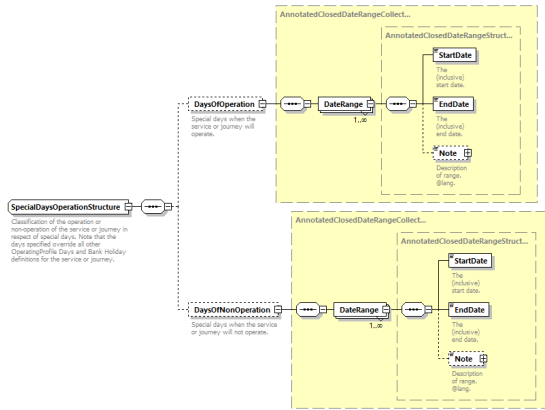 AnnotatedClosedDateRangeCollect...
AnnotatedClosedDateRangeStruct...
StartDate
The
(inclusive)
start date.
DaysOfOperation
DateRange
EndDate
Special days when the
service or journey will
operate.
1..∞
The
(inclusive)
end date.
Note
Description
of range.
@lang.
SpecialDaysOperationStructure
Classification of the operation or
non-operation of the service or journey in
respect of special days. Note that the
days specified override all other
OperatingProfile Days and Bank Holiday
definitions for the service or journey.
AnnotatedClosedDateRangeCollect...
AnnotatedClosedDateRangeStruct...
StartDate
The
(inclusive)
start date.
DaysOfNonOperation
DateRange
EndDate
Special days when the service
or journey will not operate.
1..∞
The
(inclusive)
end date.
Note
Description
of range.
@lang.